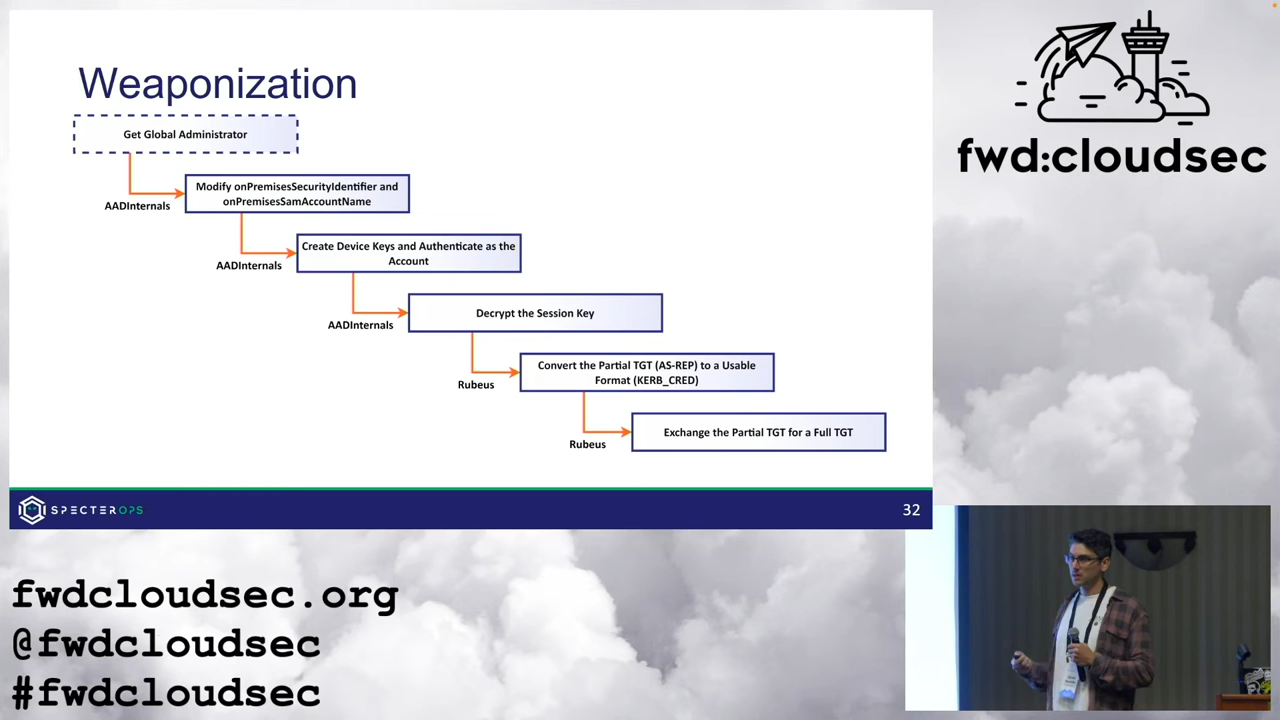 Weaponization
Get Global Administrator
AADInternals
Modify onPremisesSecurityIdentifier and
onPremisesSamAccountName
AADInternals
Create Device Keys and Authenticate as the
Account
AADInternals
Decrypt the Session Key
Rubeus
Convert the Partial TGT (AS-REP) to a Usable
Format (KERB_CRED)
Rubeus
Exchange the Partial TGT for a Full TGT
SPECTEROPS
32
fwd:cloudsec
fwdcloudsec.org
@fwdcloudsec
#fwdcloudsec